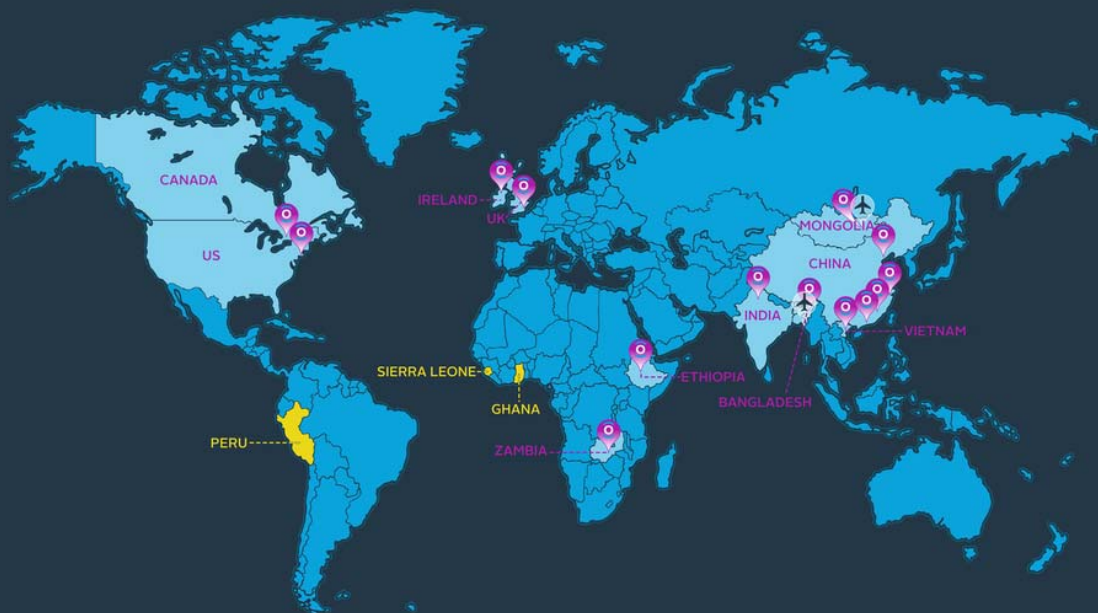 CANADA
US
IRELAND
UK
MONGOLIA
CHINA
INDIA
VIETNAM
SIERRA LEONE
ETHIOPIA
GHANA
BANGLADESH
PERU
ZAMBIA